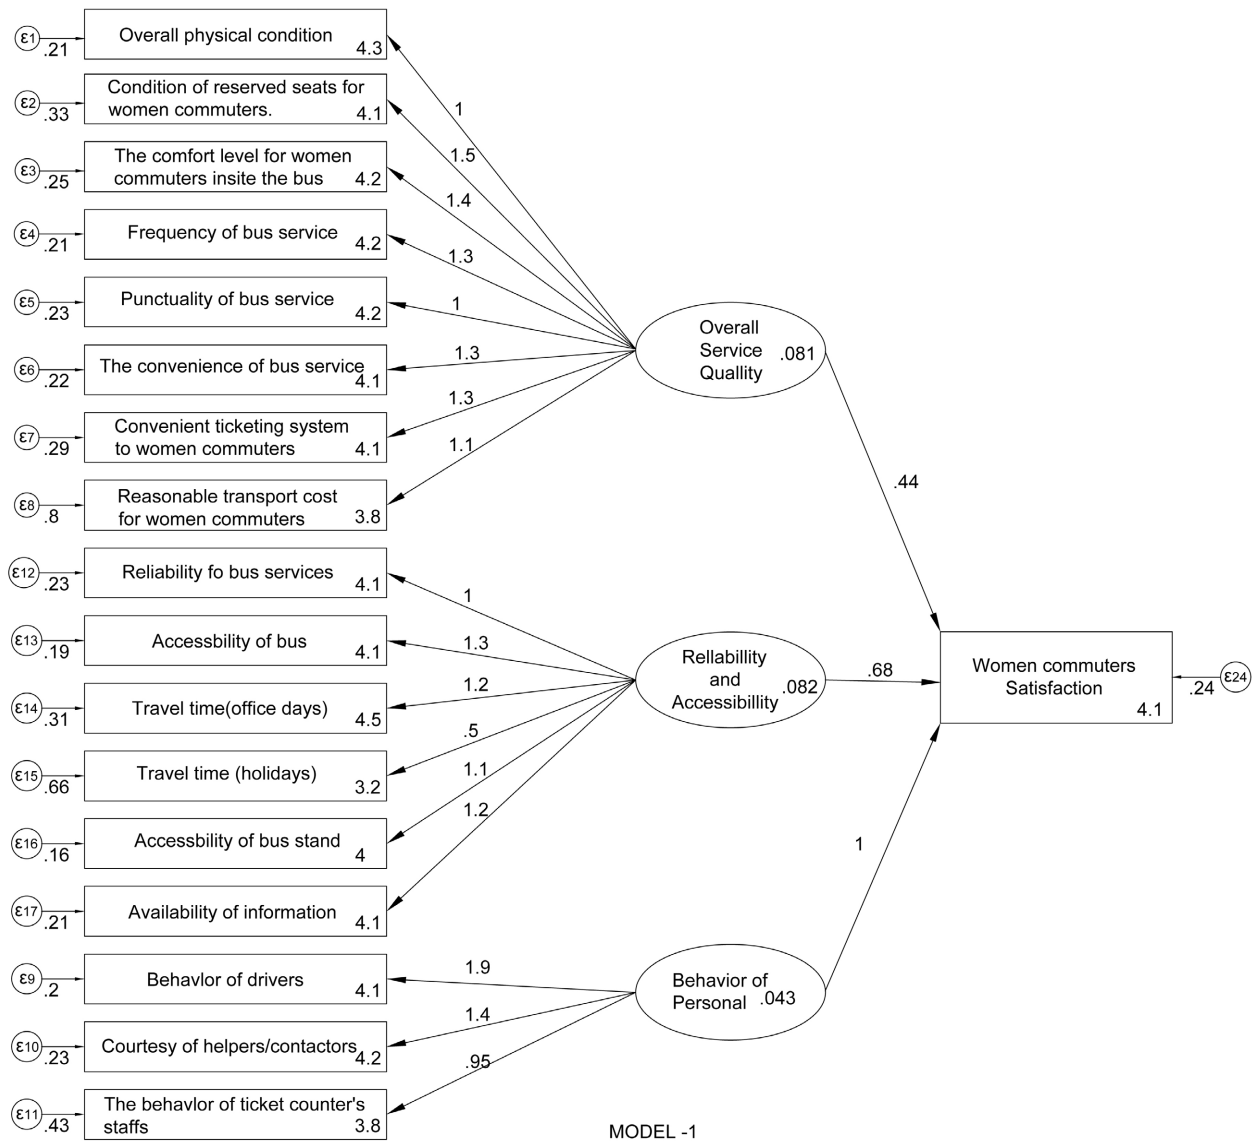 ε1
.21
Overall physical condition
4.3
ε2
.33
Condition of reserved seats for
women commuters.
4.1
ε3
.25
The comfort level for women
commuters insite the bus
4.2
ε4
.21
Frequency of bus service
4.2
ε5
.23
Punctuality of bus service
4.2
ε6
.22
The convenience of bus service
4.1
ε7
.29
Convenient ticketing system
to women commuters
4.1
ε8
.8
Reasonable transport cost
for women commuters
3.8
ε12
.23
Reliability fo bus services
4.1
ε13
.19
Accessbility of bus
4.1
ε14
.31
Travel time(office days)
4.5
ε15
.66
Travel time (holidays)
3.2
ε16
.16
Accessbility of bus stand
4
ε17
.21
Availability of information
4.1
ε9
.2
Behavlor of drivers
4.1
ε10
.23
Courtesy of helpers/contactors
4.2
ε11
.43
The behavlor of ticket counter's
staffs
3.8
1
1.5
1.4
1.3
1
1.3
1.3
1.1
1
1.3
1.2
.5
1.1
1.2
1.9
1.4
.95
Overall
Service
Quallity
.081
Rellabillity
and
Accessibillity
.082
Behavior of
Personal
.043
.44
.68
1
Women commuters
Satisfaction
4.1
ε24
.24
MODEL -1